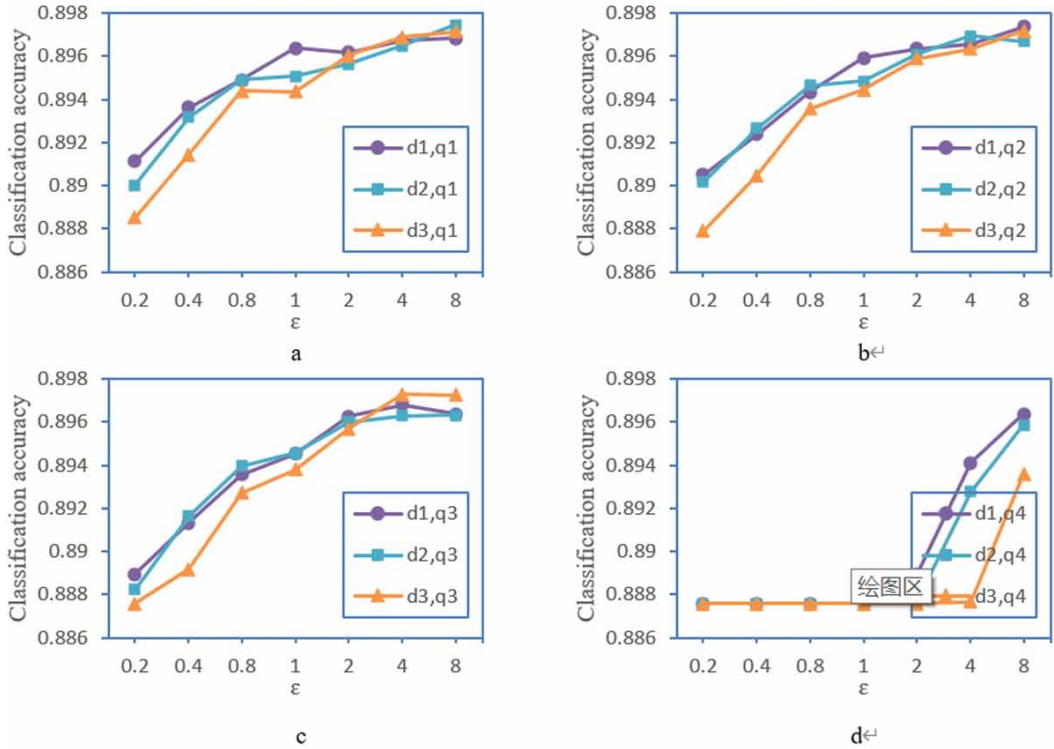 Classification accuracy
0.898
0.896
0.894
0.892
0.89
0.888
0.886
d1,q1
d2,q1
d3,q1
0.2 0.4 0.8 1 2 4 8
ε
a
Classification accuracy
0.898
0.896
0.894
0.892
0.89
0.888
0.886
d1,q2
d2,q2
d3,q2
0.2 0.4 0.8 1 2 4 8
ε
b↵
Classification accuracy
0.898
0.896
0.894
0.892
0.89
0.888
0.886
d1,q3
d2,q3
d3,q3
0.2 0.4 0.8 1 2 4 8
ε
c
Classification accuracy
0.898
0.896
0.894
0.892
0.89
0.888
0.886
d1,q4
d2,q4
d3,q4
绘图区
0.2 0.4 0.8 1 2 4 8
ε
d↵